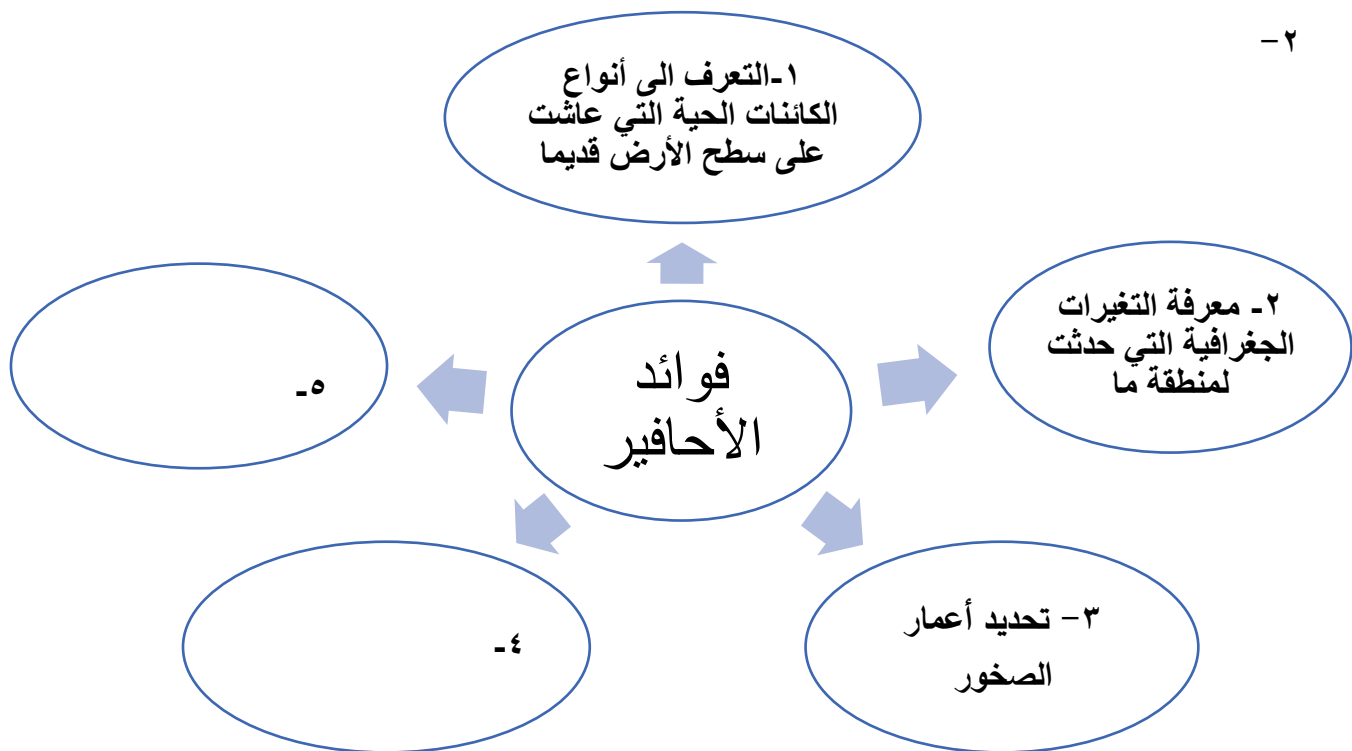 ٢-
١-التعرف الى أنواع
الكائنات الحية التي عاشت
على سطح الأرض قديما
٢- معرفة التغيرات
الجغرافية التي حدثت
لمنطقة ما
فوائد
الأحافير
٥-
٣- تحديد أعمار
الصخور
٤-